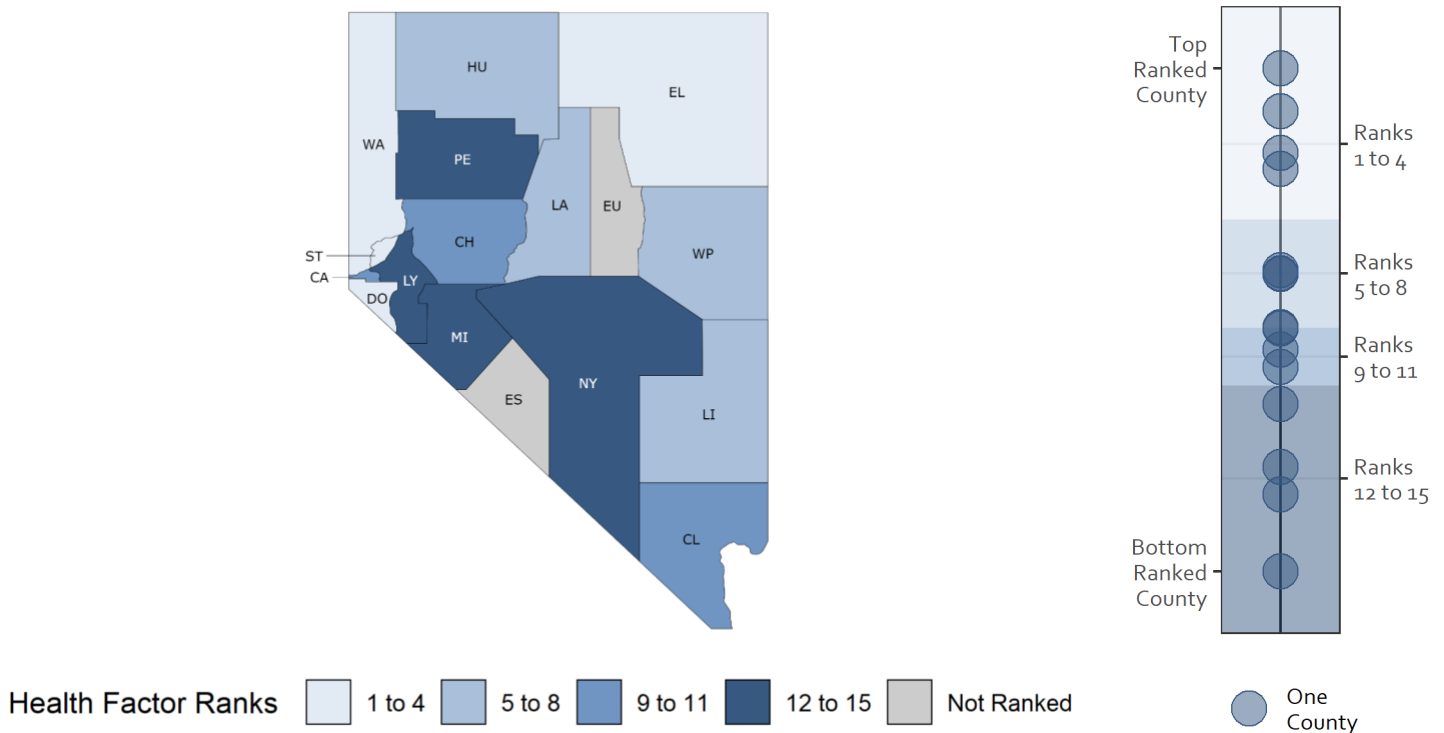 HU
EL
WA
PE
LA
EU
CH
WP
ST
CA
LY
DO
MI
NY
ES
LI
CL
Top
Ranked
County
Ranks
1 to 4
Ranks
5 to 8
Ranks
9 to 11
Ranks
12 to 15
Bottom
Ranked
County
Health Factor Ranks
1 to 4
5 to 8
9 to 11
12 to 15
Not Ranked
One
County